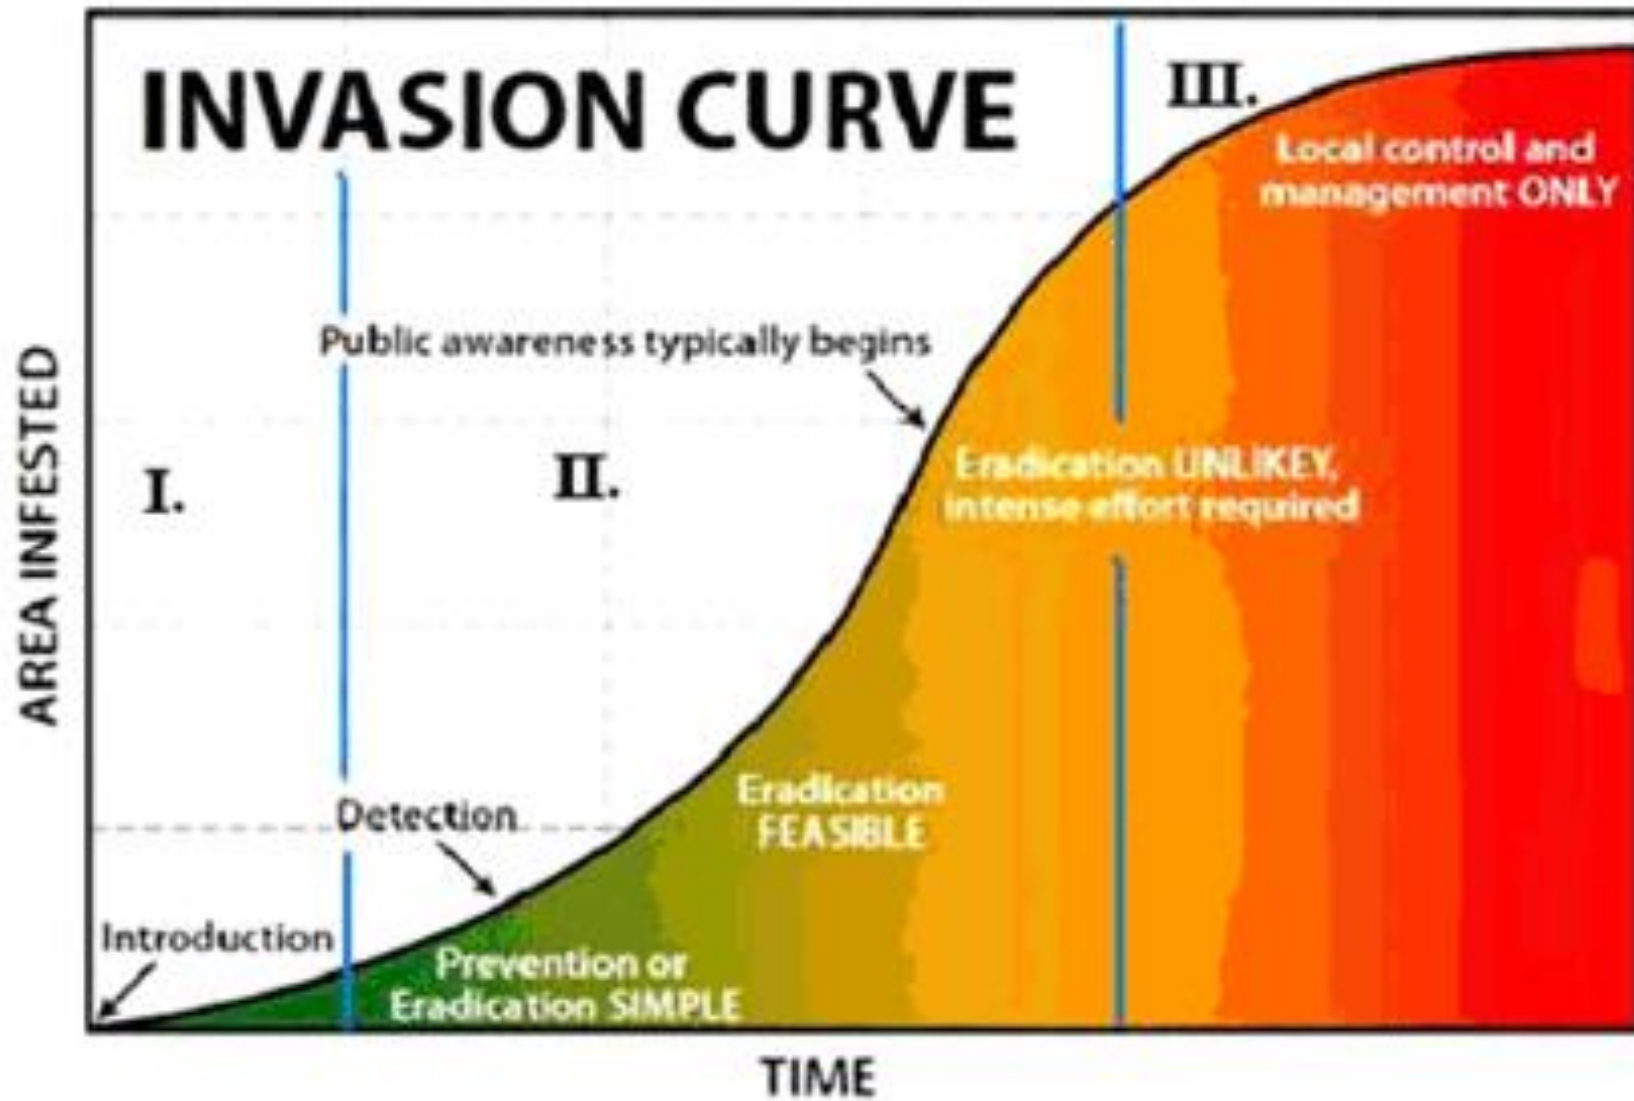 INVASION CURVE
III.
Local control and
management ONLY
Public awareness typically begins
I.
II.
Eradication UNLIKEY,
intense effort required
Detection
Eradication
FEASIBLE
Introduction
Prevention or
Eradication SIMPLE
AREA INFESTED
TIME